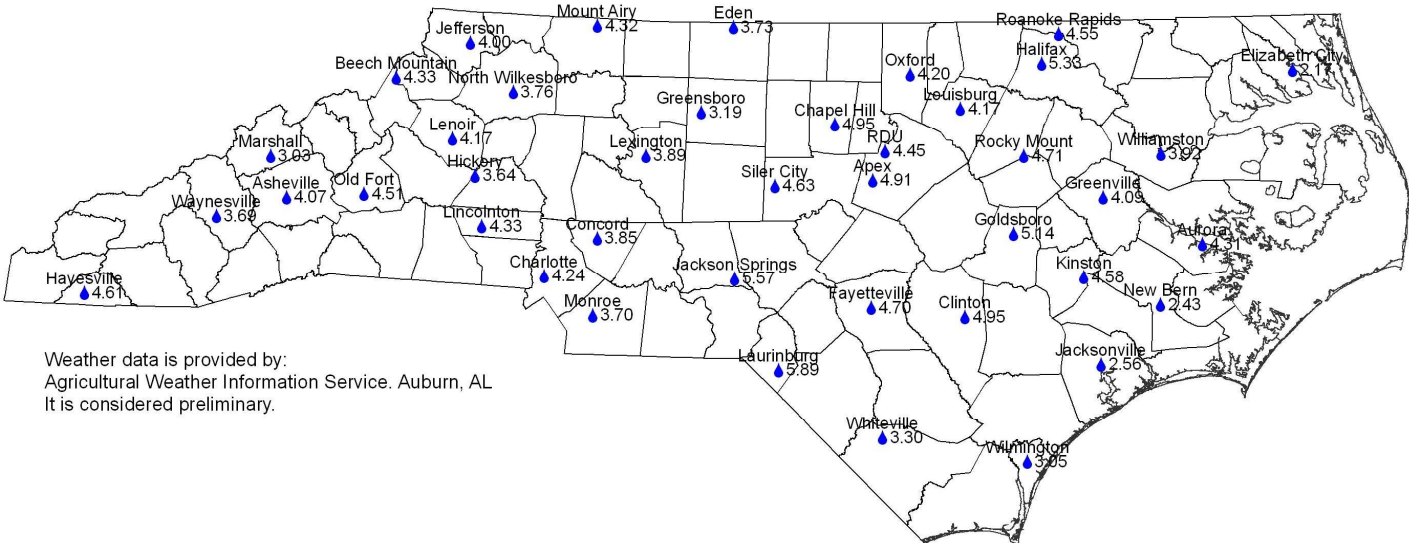 Mount Airy
4.32
Eden
3.73
Roanoke Rapids
4.55
Jefferson
4.00
Halifax
5.33
Beech Mountain
4.33
North Wilkesboro
3.76
Oxford
4.20
Elizabeth City
2.17
Greensboro
3.19
Chapel Hill
4.95
Louisburg
4.17
Lenoir
4.17
Marshall
3.03
Lexington
3.89
RDU
4.45
Rocky Mount
4.71
Williamston
3.92
Hickory
3.64
Asheville
4.07
Old Fort
4.51
Siler City
4.63
Apex
4.91
Greenville
4.09
Waynesville
3.69
Lincolnton
4.33
Concord
3.85
Goldsboro
5.14
Aurora
4.31
Hayesville
4.61
Charlotte
4.24
Jackson Springs
5.57
Kinston
4.58
Monroe
3.70
Fayetteville
4.70
Clinton
4.95
New Bern
2.43
Laurinburg
5.89
Jacksonville
2.56
Weather data is provided by:
Agricultural Weather Information Service. Auburn, AL
It is considered preliminary.
Whiteville
3.30
Wilmington
3.05